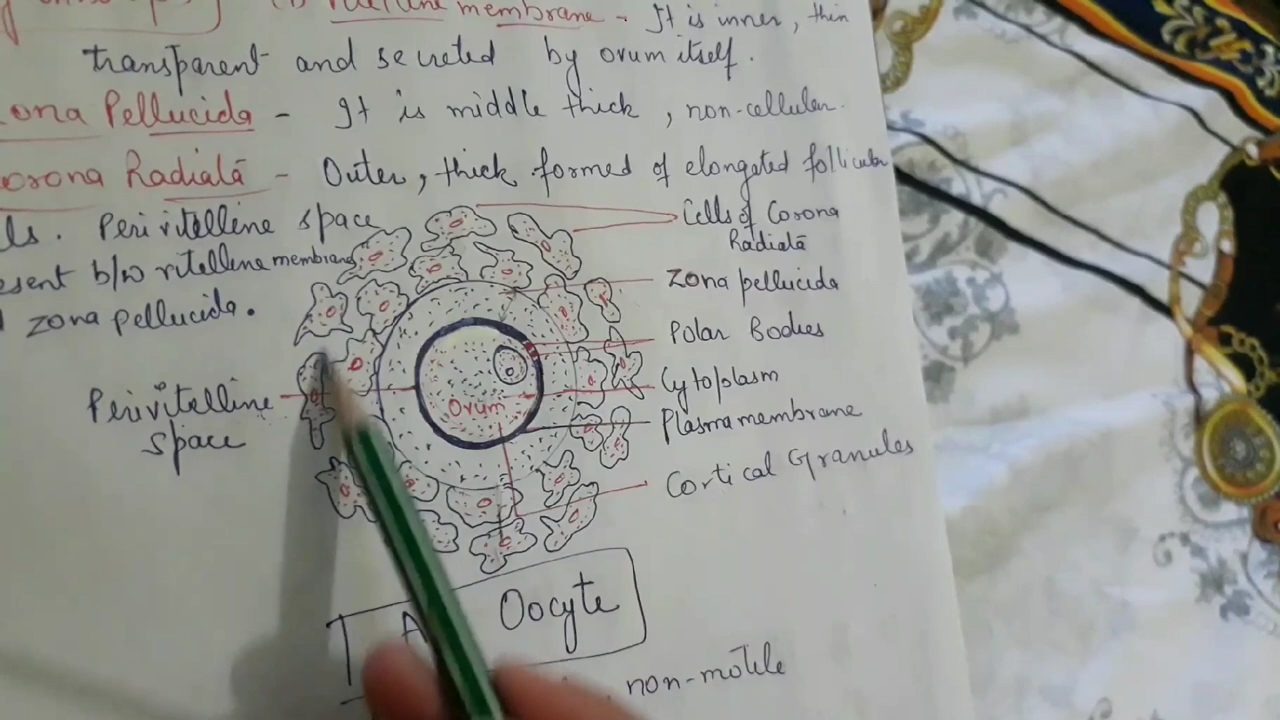 membrane - It is inner, thin
transparent and secreted by ovum itself.
ona Pellucida - It is middle thick, non-cellular.
orona Radiatā - Outer, thick formed of elongated follicular
ls. Perivitelline space
esent b/w vitelline membrane
zona pellucida.
Cells of Corona
Radiatā
Zona pellucida
Polar Bodies
Cytoplasm
Plasma membrane
Cortical Granules
Perivitelline
space
Ovum
A
Oocyte
, non-motile